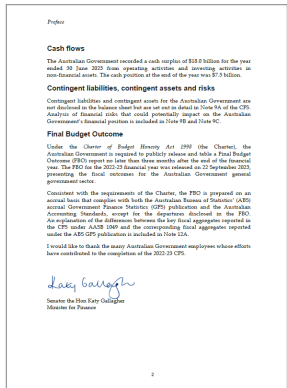 Preface
Cash flows
The Australian Government recorded a cash surplus of $18.0 billion for the year
ended 30 June 2023 from operating activities and investing activities in
non-financial assets. The cash position at the end of the year was $7.5 billion.
Contingent liabilities, contingent assets and risks
Contingent liabilities and contingent assets for the Australian Government are
not disclosed in the balance sheet but are set out in detail in Note 9A of the CFS.
Analysis of financial risks that could potentially impact on the Australian
Government's financial position is included in Note 9B and Note 9C.
Final Budget Outcome
Under the Charter of Budget Honesty Act 1998 (the Charter), the
Australian Government is required to publicly release and table a Final Budget
Outcome (FBO) report no later than three months after the end of the financial
year. The FBO for the 2022-23 financial year was released on 22 September 2023,
presenting the fiscal outcomes for the Australian Government general
government sector.
Consistent with the requirements of the Charter, the FBO is prepared on an
accrual basis that complies with both the Australian Bureau of Statistics' (ABS)
accrual Government Finance Statistics (GFS) publication and the Australian
Accounting Standards, except for the departures disclosed in the FBO.
An explanation of the differences between the key fiscal aggregates reported in
the CFS under AASB 1049 and the corresponding fiscal aggregates reported
under the ABS GFS publication is included in Note 12A.
I would like to thank the many Australian Government employees whose efforts
have contributed to the completion of the 2022-23 CFS.
Katy Gallagher
Senator the Hon Katy Gallagher
Minister for Finance
2